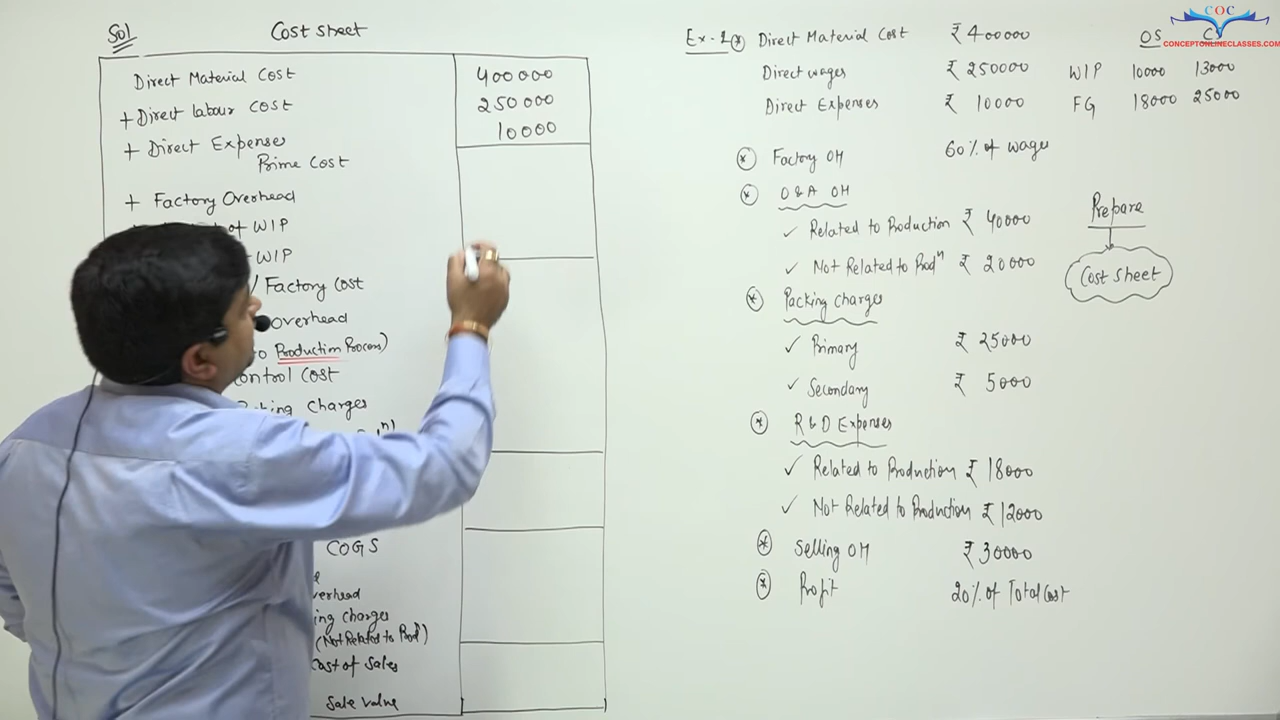 Sol
Cost sheet
Direct Material Cost 400000
+ Direct labour cost 250000
+ Direct Expenses 10000
Prime Cost
+ Factory Overhead
of WIP
WIP
/ Factory cost
overhead
to Production Process)
control cost
charges
COGS
verhead
ing charges
(Not Related to Prodn)
Cost of Sales
Sale value
Ex-2 * Direct Material Cost ₹ 400000 OS CS
Direct wages ₹ 250000 WIP 10000 13000
Direct Expenses ₹ 10000 FG 18000 25000
* Factory OH 60% of wages
* O & A OH
✓ Related to Production ₹ 40000
✓ Not Related to Prodn ₹ 20000
* Packing charges
✓ Primary ₹ 25000
✓ Secondary ₹ 5000
* R & D Expenses
✓ Related to Production ₹ 18000
✓ Not Related to Production ₹ 12000
* Selling OH ₹ 30000
* Profit 20% of Total Cost
Prepare
Cost sheet
COC
CONCEPTONLINECLASSES.COM